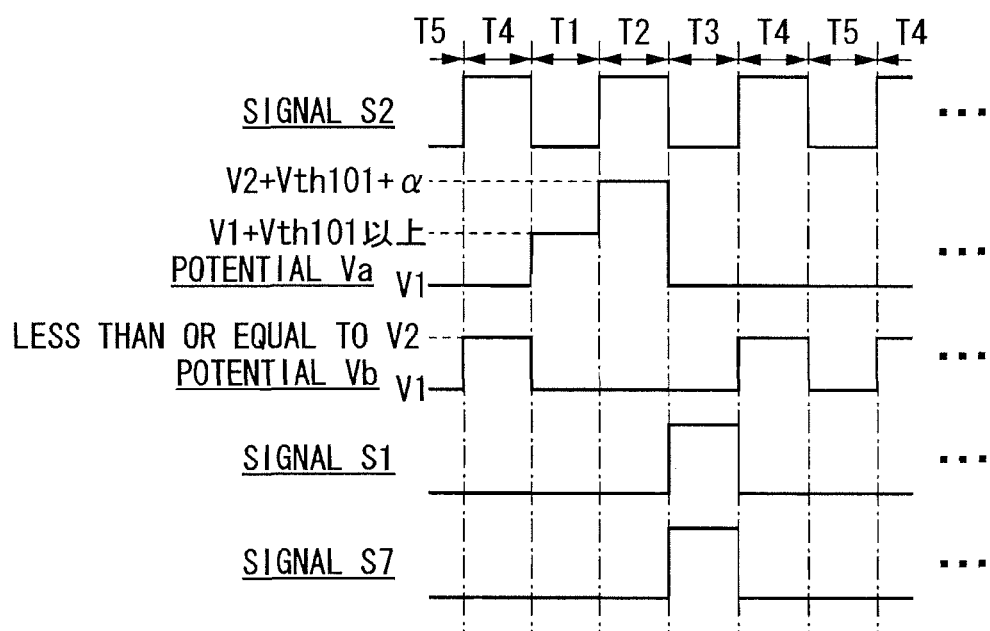 T5 T4 T1 T2 T3 T4 T5 T4
SIGNAL S2
V2+Vth101+α
V1+Vth101以上
POTENTIAL Va V1
LESS THAN OR EQUAL TO V2
POTENTIAL Vb V1
SIGNAL S1
SIGNAL S7